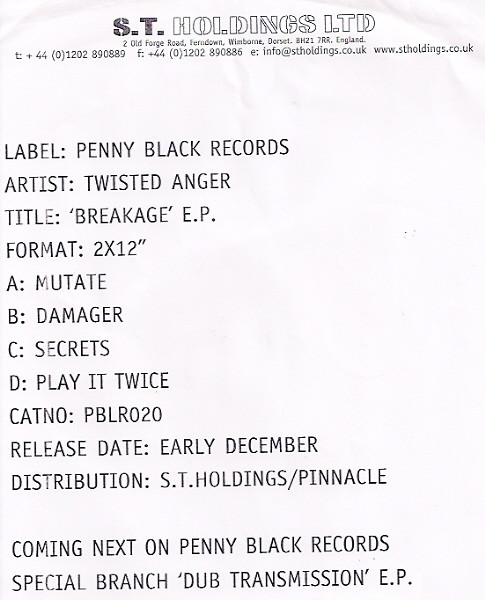 S.T. HOLDINGS LTD
2 Old Forge Road, Ferndown, Wimborne, Dorset. BH21 7RR. England.
t: + 44 (0)1202 890889 f: +44 (0)1202 890886 e: info@stholdings.co.uk www.stholdings.co.uk
LABEL: PENNY BLACK RECORDS
ARTIST: TWISTED ANGER
TITLE: ‘BREAKAGE’ E.P.
FORMAT: 2X12”
A: MUTATE
B: DAMAGER
C: SECRETS
D: PLAY IT TWICE
CATNO: PBLR020
RELEASE DATE: EARLY DECEMBER
DISTRIBUTION: S.T.HOLDINGS/PINNACLE
COMING NEXT ON PENNY BLACK RECORDS
SPECIAL BRANCH ‘DUB TRANSMISSION’ E.P.